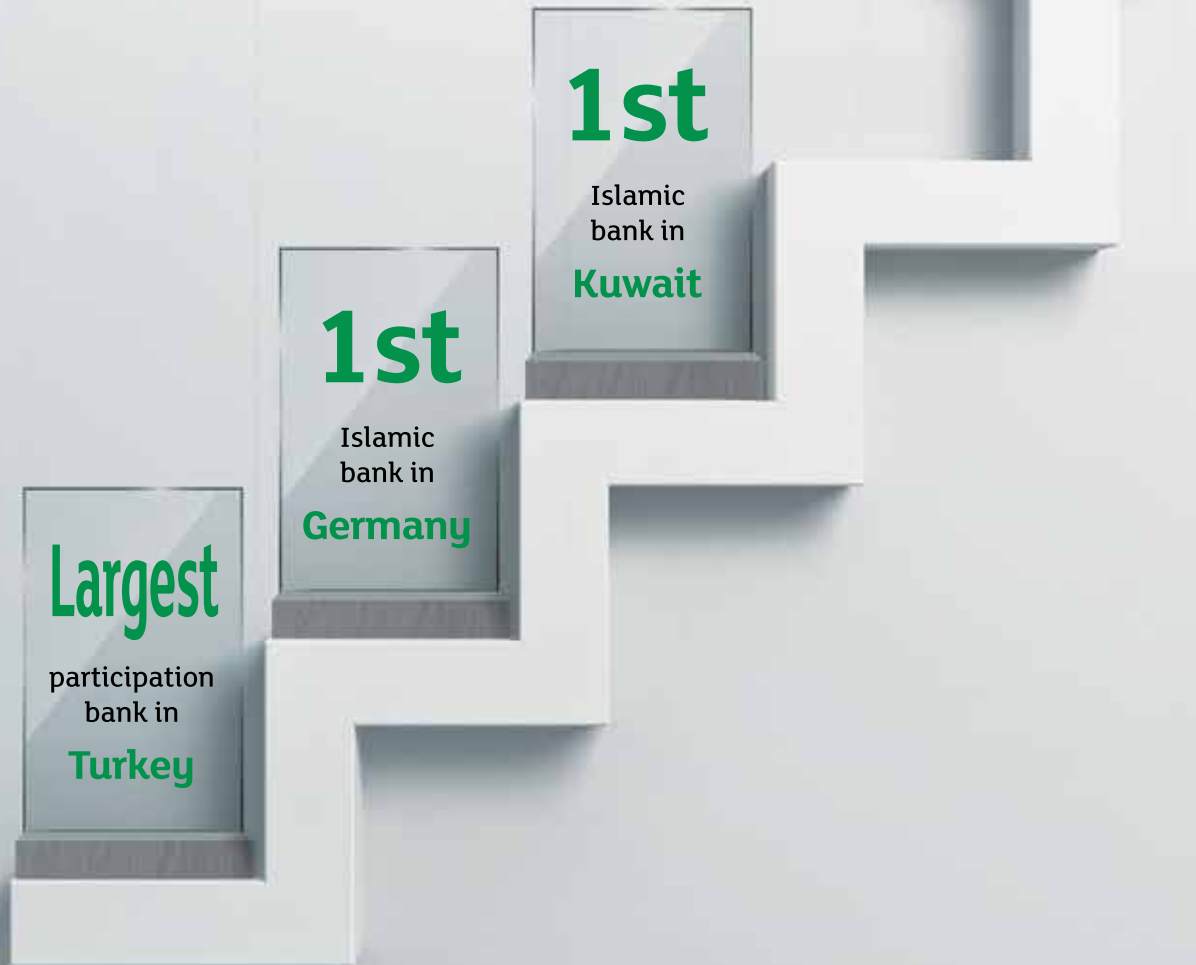 1st
Islamic
bank in
Kuwait
1st
Islamic
bank in
Germany
Largest
participation
bank in
Turkey